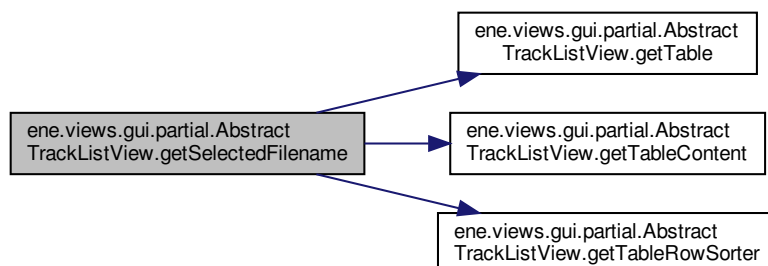 ene.views.gui.partial.Abstract
TrackListView.getTable
ene.views.gui.partial.Abstract
TrackListView.getSelectedFilename
ene.views.gui.partial.Abstract
TrackListView.getTableContent
ene.views.gui.partial.Abstract
TrackListView.getTableRowSorter